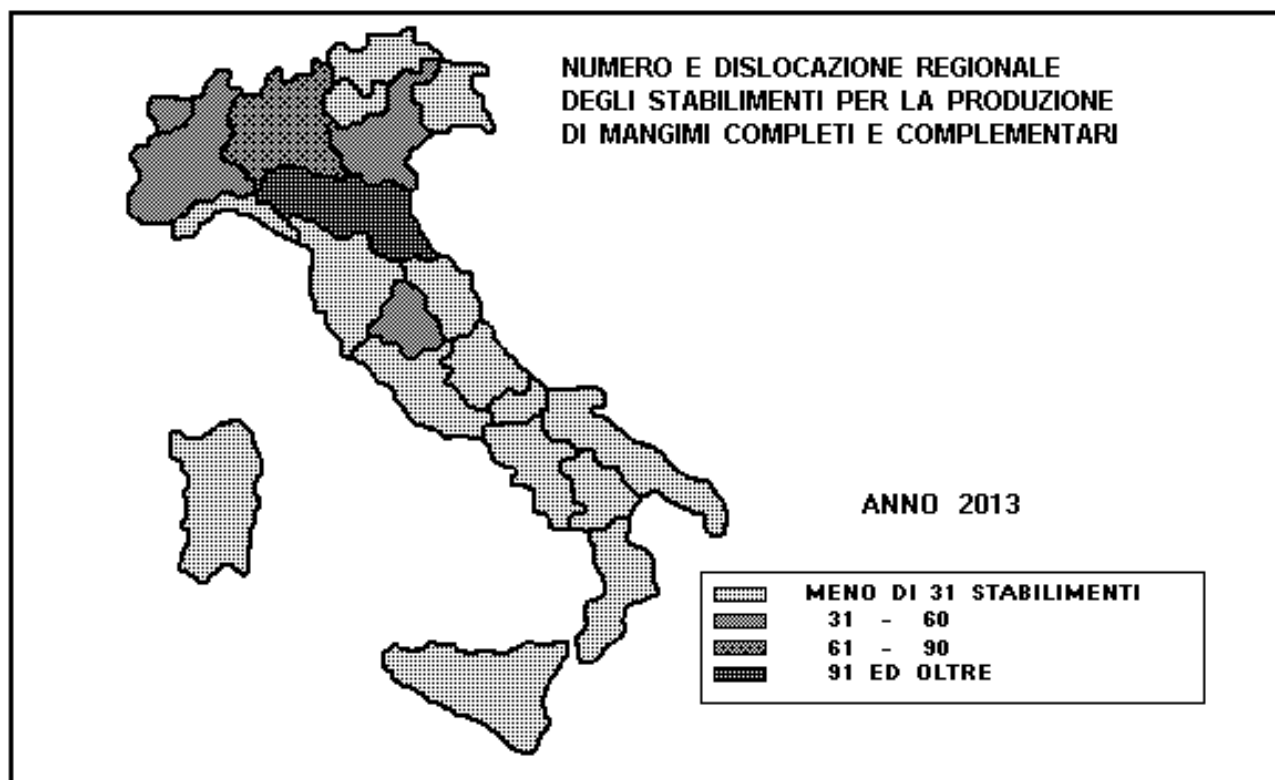 NUMERO E DISLOCAZIONE REGIONALE
DEGLI STABILIMENTI PER LA PRODUZIONE
DI MANGIMI COMPLETI E COMPLEMENTARI
ANNO 2013
MENO DI 31 STABILIMENTI
31 - 60
61 - 90
91 ED OLTRE